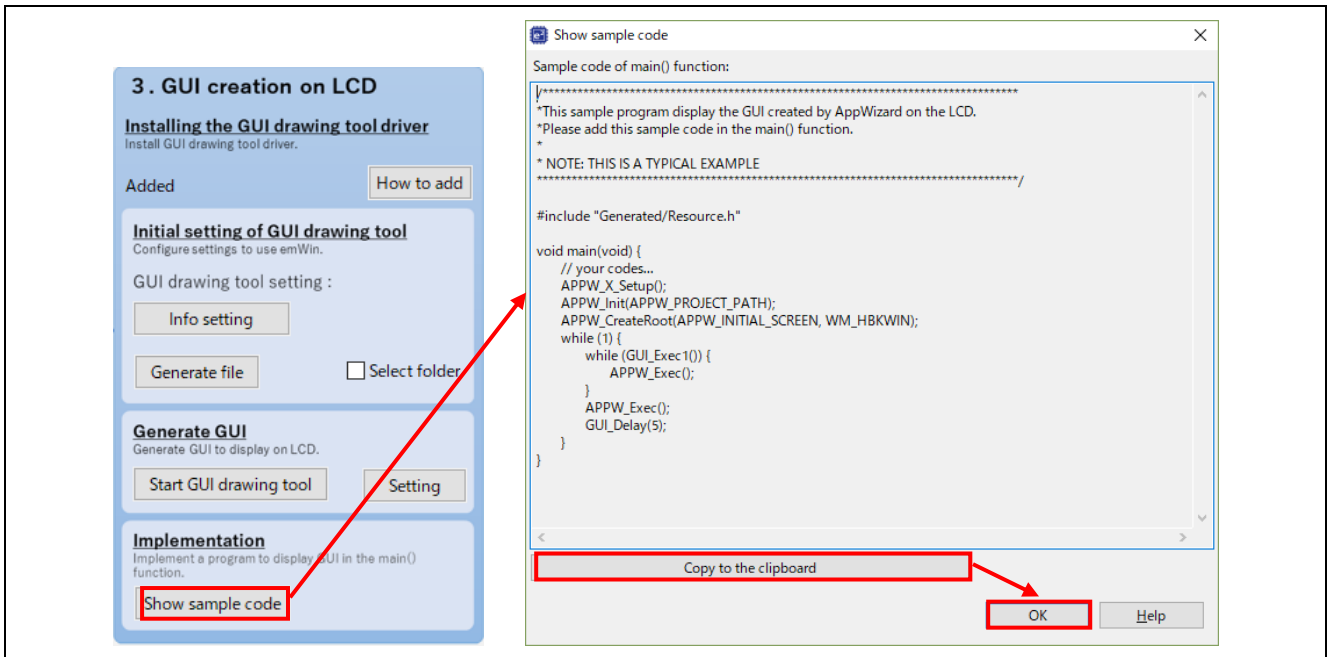 3. GUI creation on LCD
Installing the GUI drawing tool driver
Install GUI drawing tool driver.
Added
How to add
Initial setting of GUI drawing tool
Configure settings to use emWin.
GUI drawing tool setting :
Info setting
Generate file
Select folder
Generate GUI
Generate GUI to display on LCD.
Start GUI drawing tool
Setting
Implementation
Implement a program to display GUI in the main()
function.
Show sample code
Show sample code
Sample code of main() function:
/***********************************************************************************
*This sample program display the GUI created by AppWizard on the LCD.
*Please add this sample code in the main() function.
*
* NOTE: THIS IS A TYPICAL EXAMPLE
***********************************************************************************/
#include "Generated/Resource.h"
void main(void) {
// your codes...
APPW_X_Setup();
APPW_Init(APPW_PROJECT_PATH);
APPW_CreateRoot(APPW_INITIAL_SCREEN, WM_HBKWIN);
while (1) {
while (GUI_Exec1()) {
APPW_Exec();
}
APPW_Exec();
GUI_Delay(5);
}
}
Copy to the clipboard
OK
Help